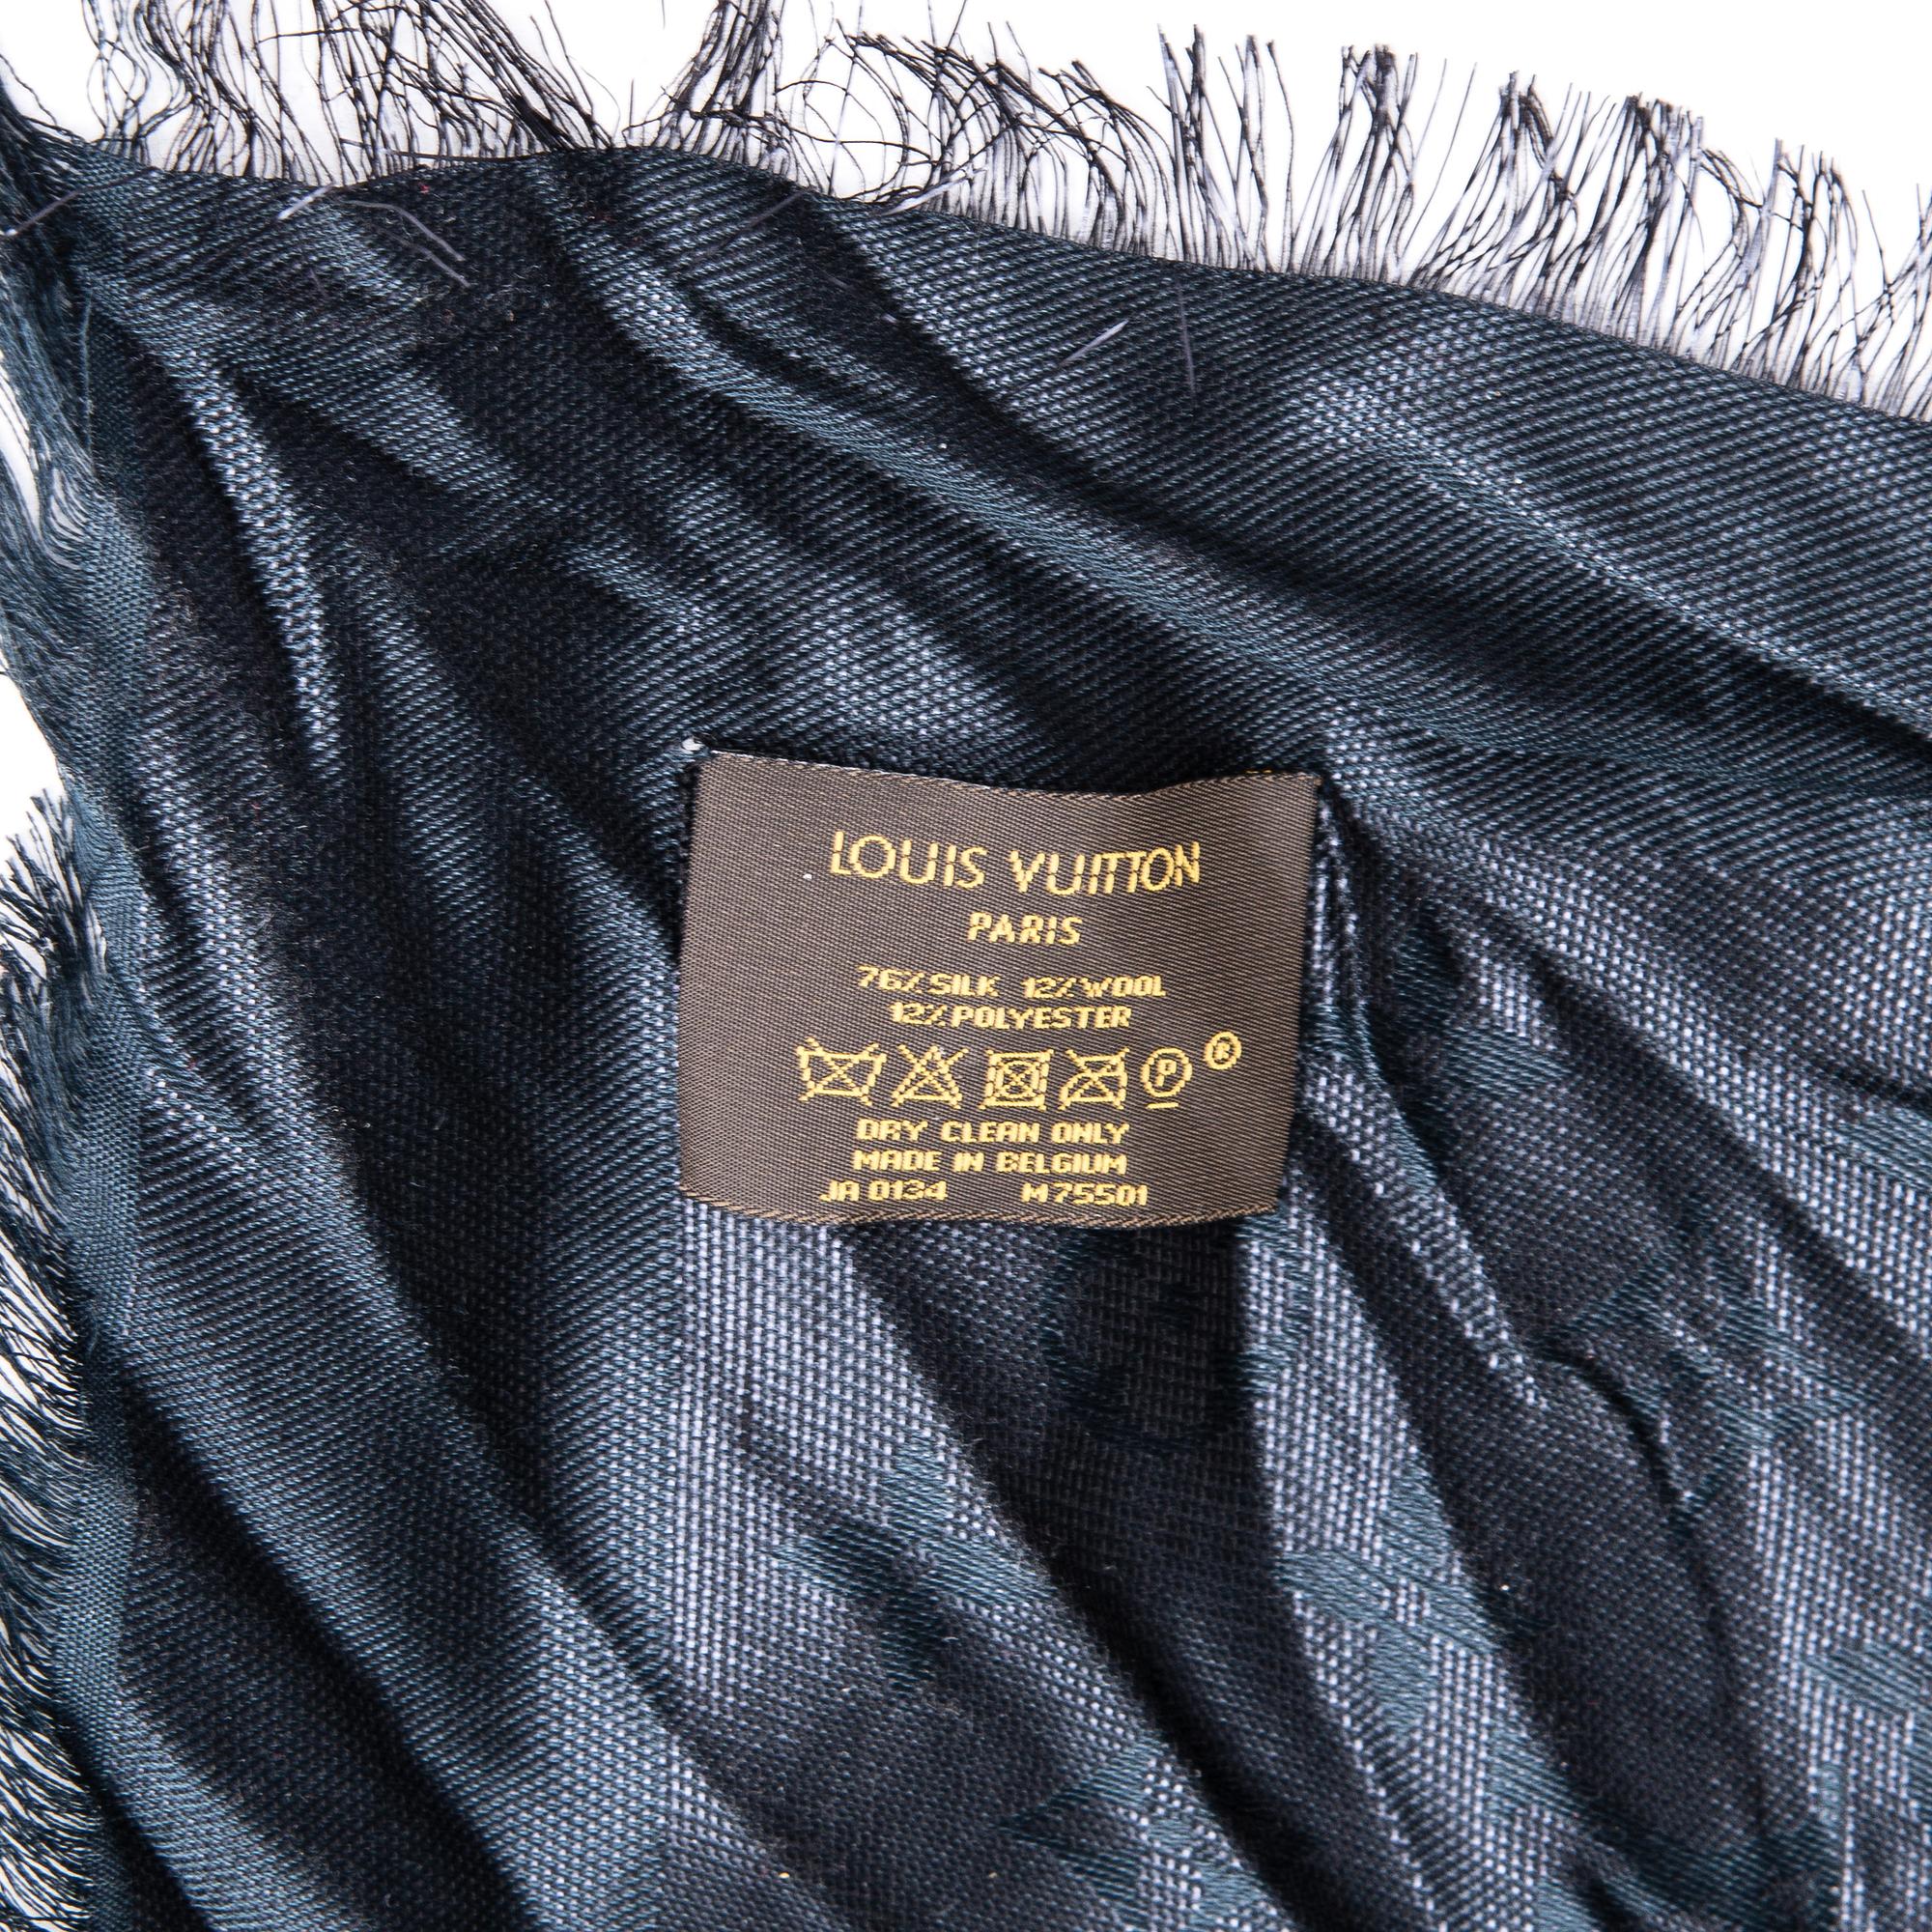 LOUIS VUITTON
PARIS
76% SILK 12% WOOL
12% POLYESTER
P ®
DRY CLEAN ONLY
MADE IN BELGIUM
JA 0134 M75501